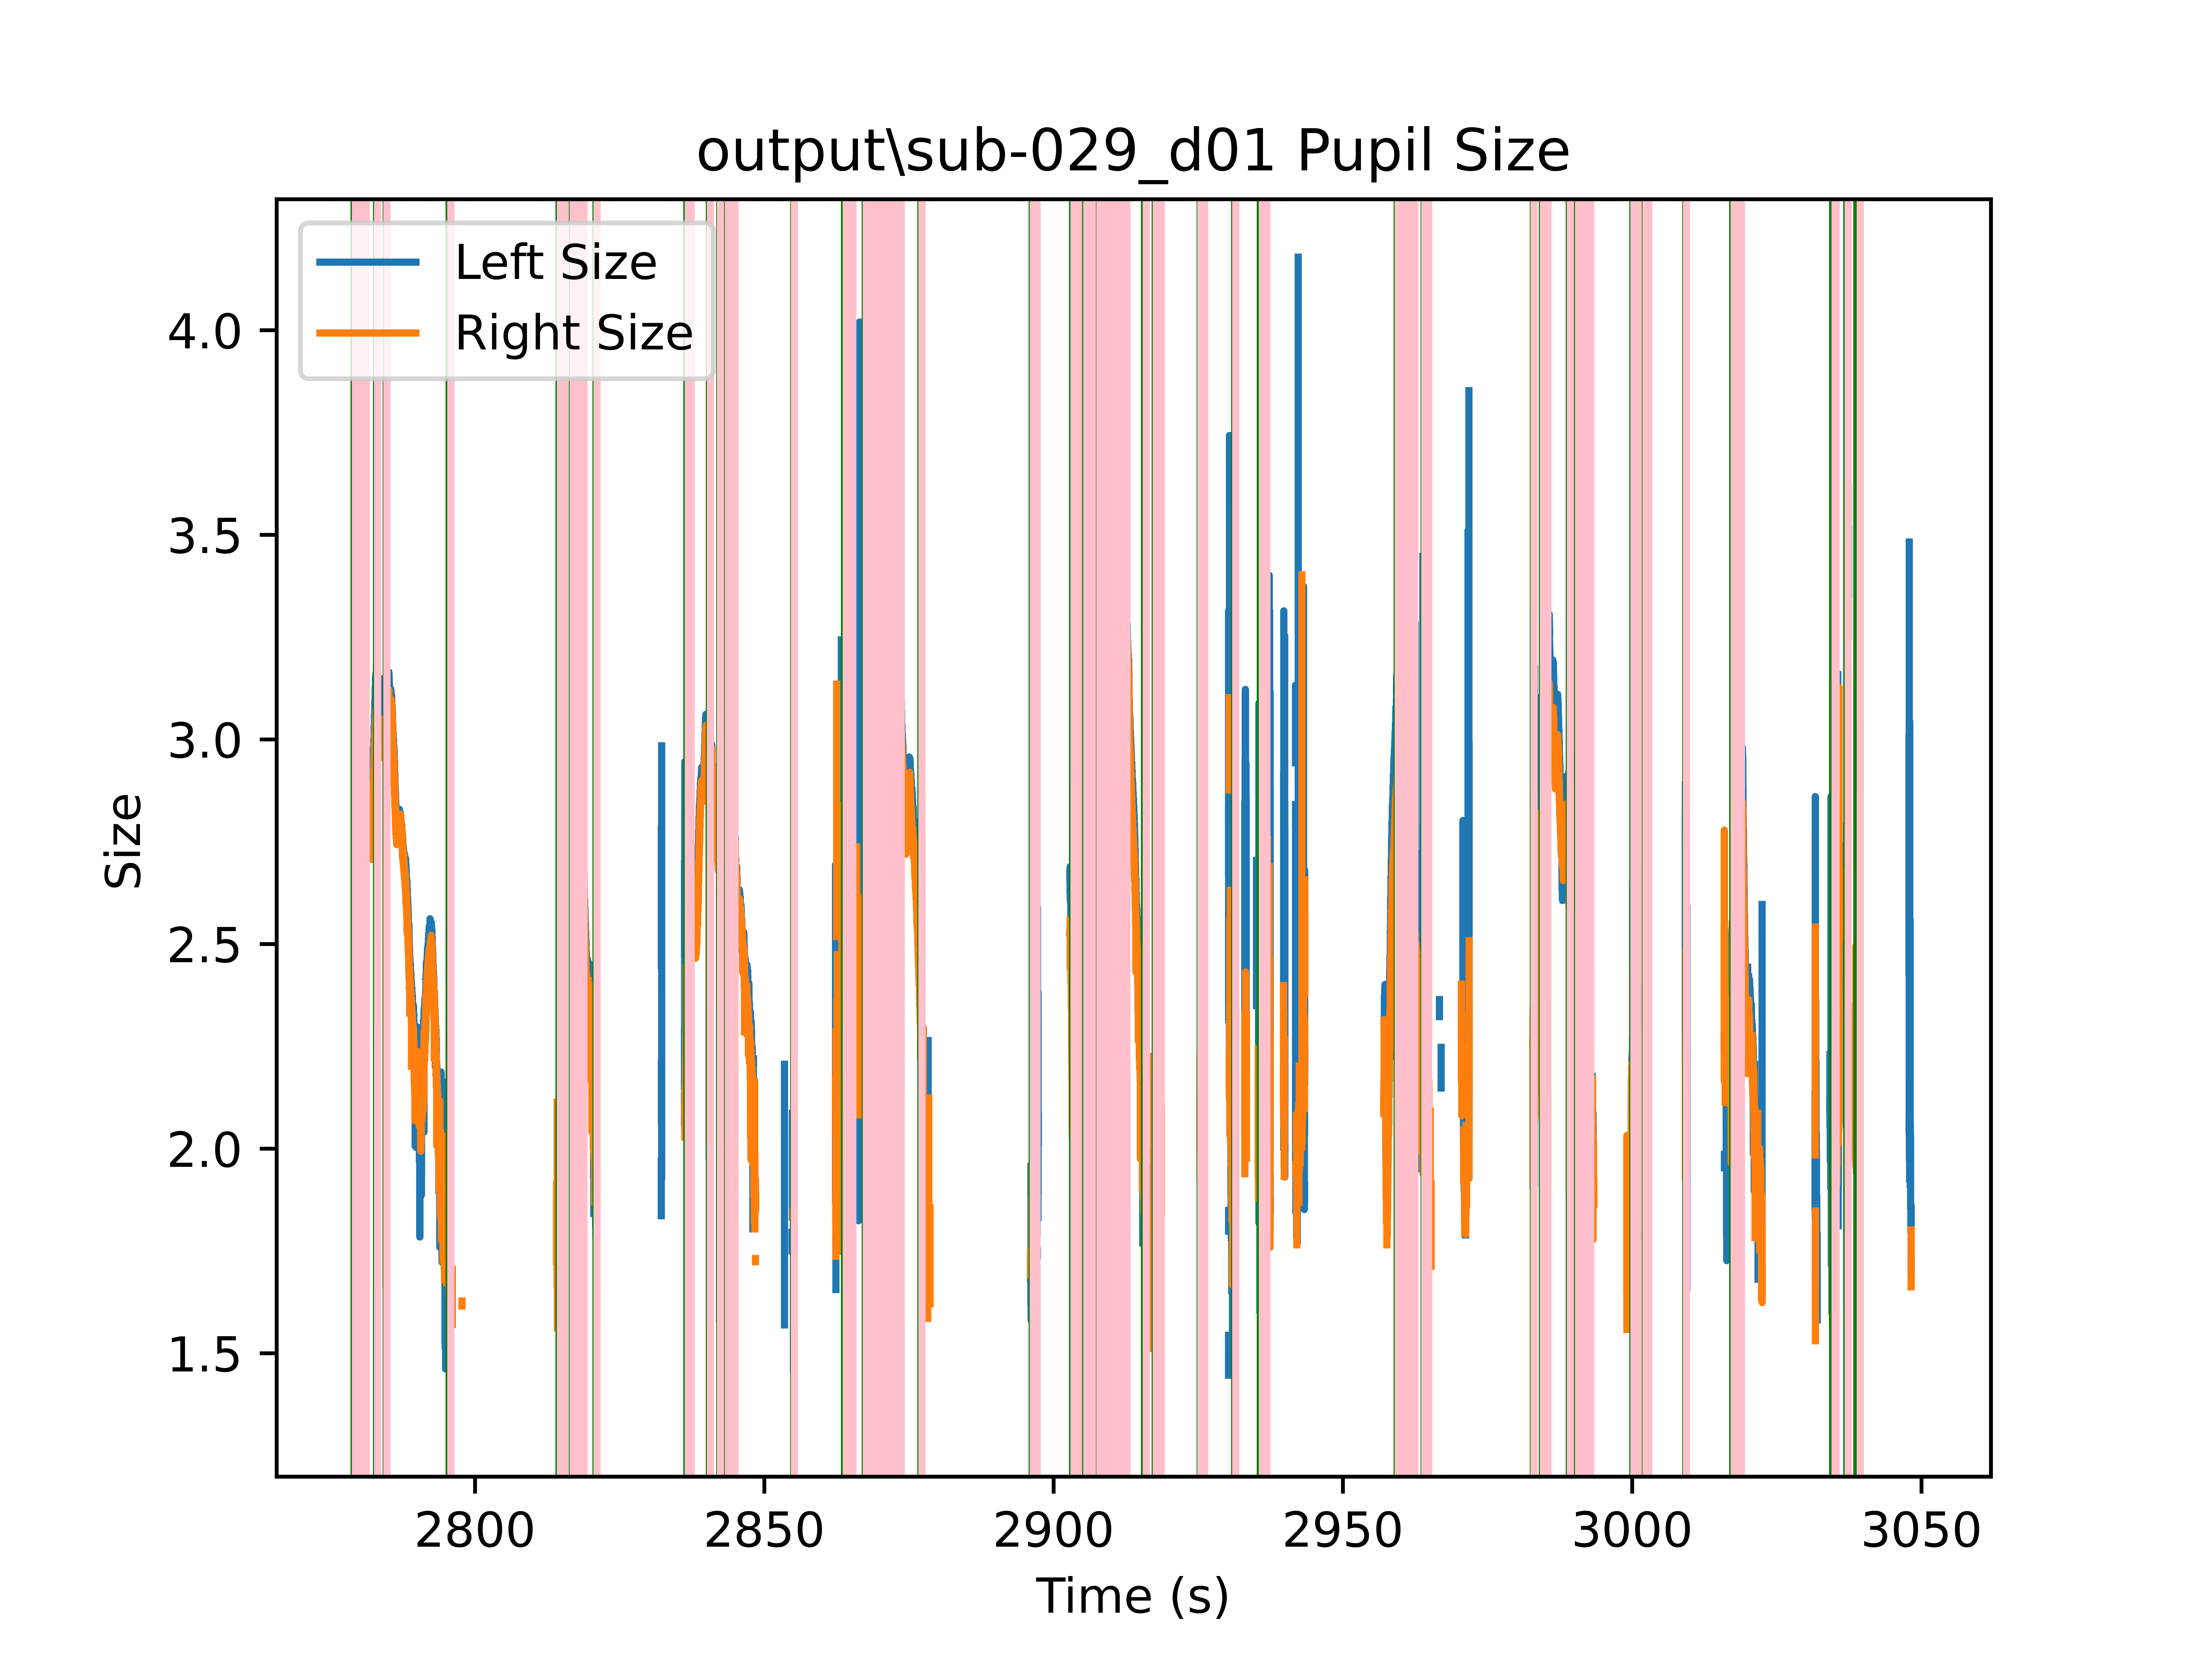 output\sub-029_d01 Pupil Size
Left Size
Right Size
4.0
3.5
3.0
2.5
2.0
1.5
Size
2800
2850
2900
2950
3000
3050
Time (s)